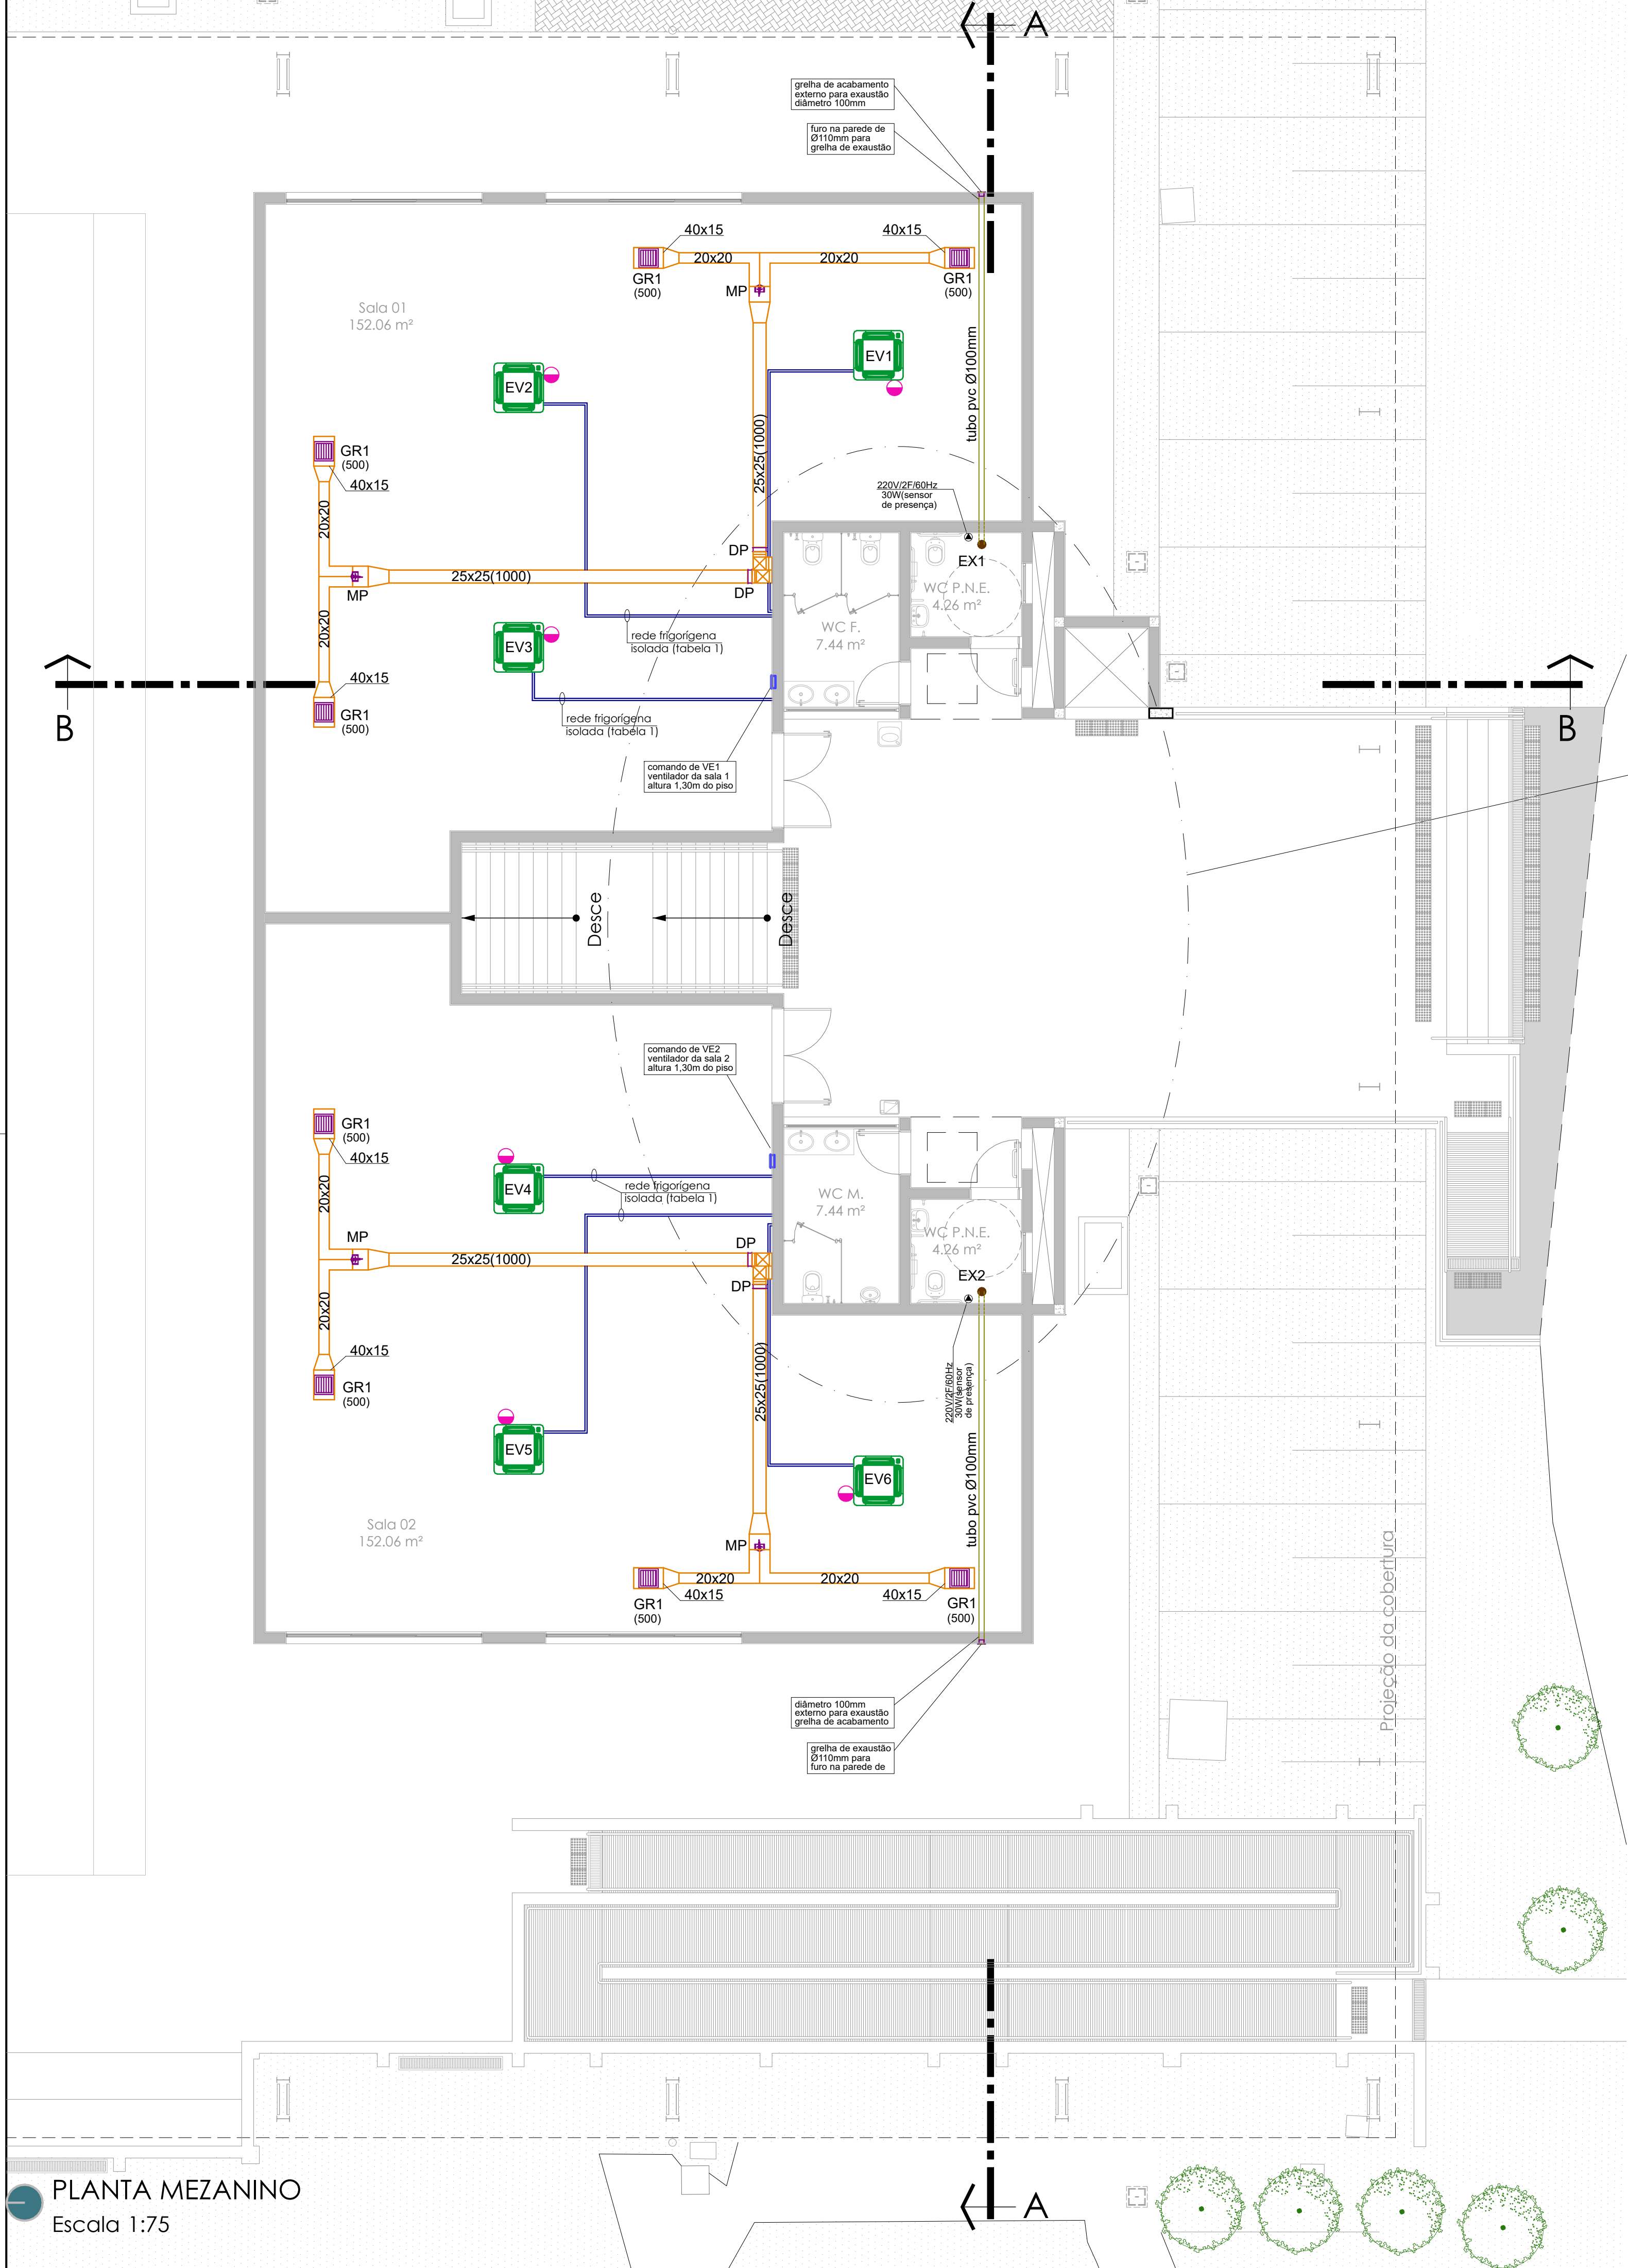 A
grelha de acabamento
externo para exaustão
diâmetro 100mm
furo na parede de
Ø110mm para
grelha de exaustão
40x15
40x15
20x20
20x20
GR1
(500)
GR1
(500)
MP
Sala 01
152.06 m²
EV1
EV2
tubo pvc Ø100mm
25x25(1000)
GR1
(500)
40x15
20x20
220V/2F/60Hz
30W(sensor
de presença)
DP
EX1
25x25(1000)
MP
DP
WC P.N.E.
4.26 m²
20x20
WC F.
7.44 m²
rede frigorígena
isolada (tabela 1)
EV3
40x15
GR1
(500)
rede frigorígena
isolada (tabela 1)
B
B
comando de VE1
ventilador da sala 1
altura 1,30m do piso
Desce
Desce
comando de VE2
ventilador da sala 2
altura 1,30m do piso
GR1
(500)
40x15
20x20
EV4
rede frigorígena
isolada (tabela 1)
WC M.
7.44 m²
WC P.N.E.
4.26 m²
MP
DP
25x25(1000)
DP
EX2
20x20
40x15
GR1
(500)
25x25(1000)
220V/2F/60Hz
30W(sensor
de presença)
EV5
EV6
tubo pvc Ø100mm
Sala 02
152.06 m²
MP
20x20
20x20
40x15
40x15
GR1
(500)
GR1
(500)
Projeção da cobertura
diâmetro 100mm
externo para exaustão
grelha de acabamento
grelha de exaustão
Ø110mm para
furo na parede de
PLANTA MEZANINO
Escala 1:75
A